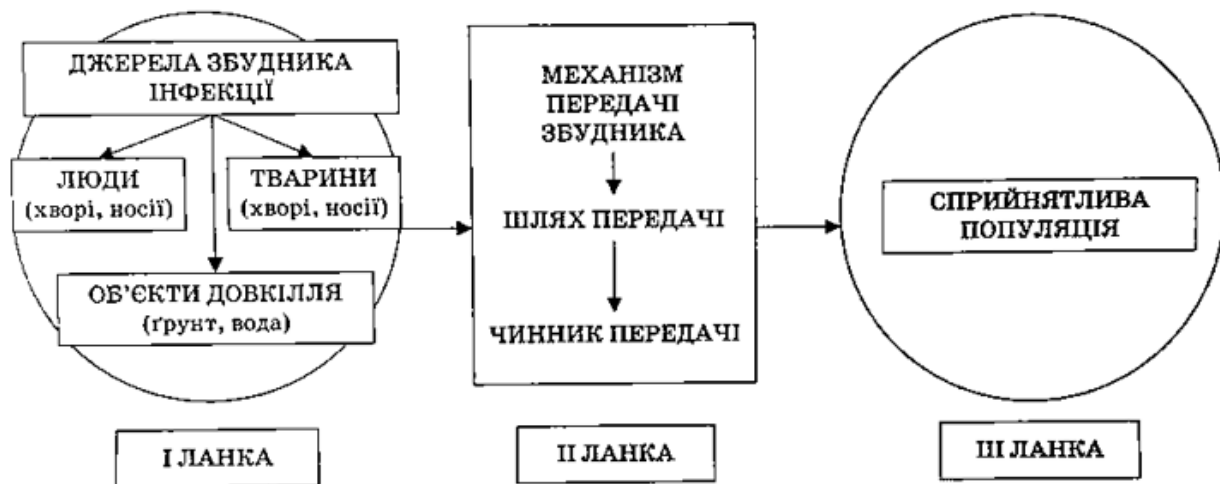 ДЖЕРЕЛА ЗБУДНИКА
ІНФЕКЦІЇ
ЛЮДИ
(хворі, носії)
ТВАРИНИ
(хворі, носії)
ОБ’ЄКТИ ДОВКІЛЛЯ
(ґрунт, вода)
І ЛАНКА
МЕХАНІЗМ
ПЕРЕДАЧІ
ЗБУДНИКА
ШЛЯХ ПЕРЕДАЧІ
ЧИННИК ПЕРЕДАЧІ
ІІ ЛАНКА
СПРИЙНЯТЛИВА
ПОПУЛЯЦІЯ
ІІІ ЛАНКА